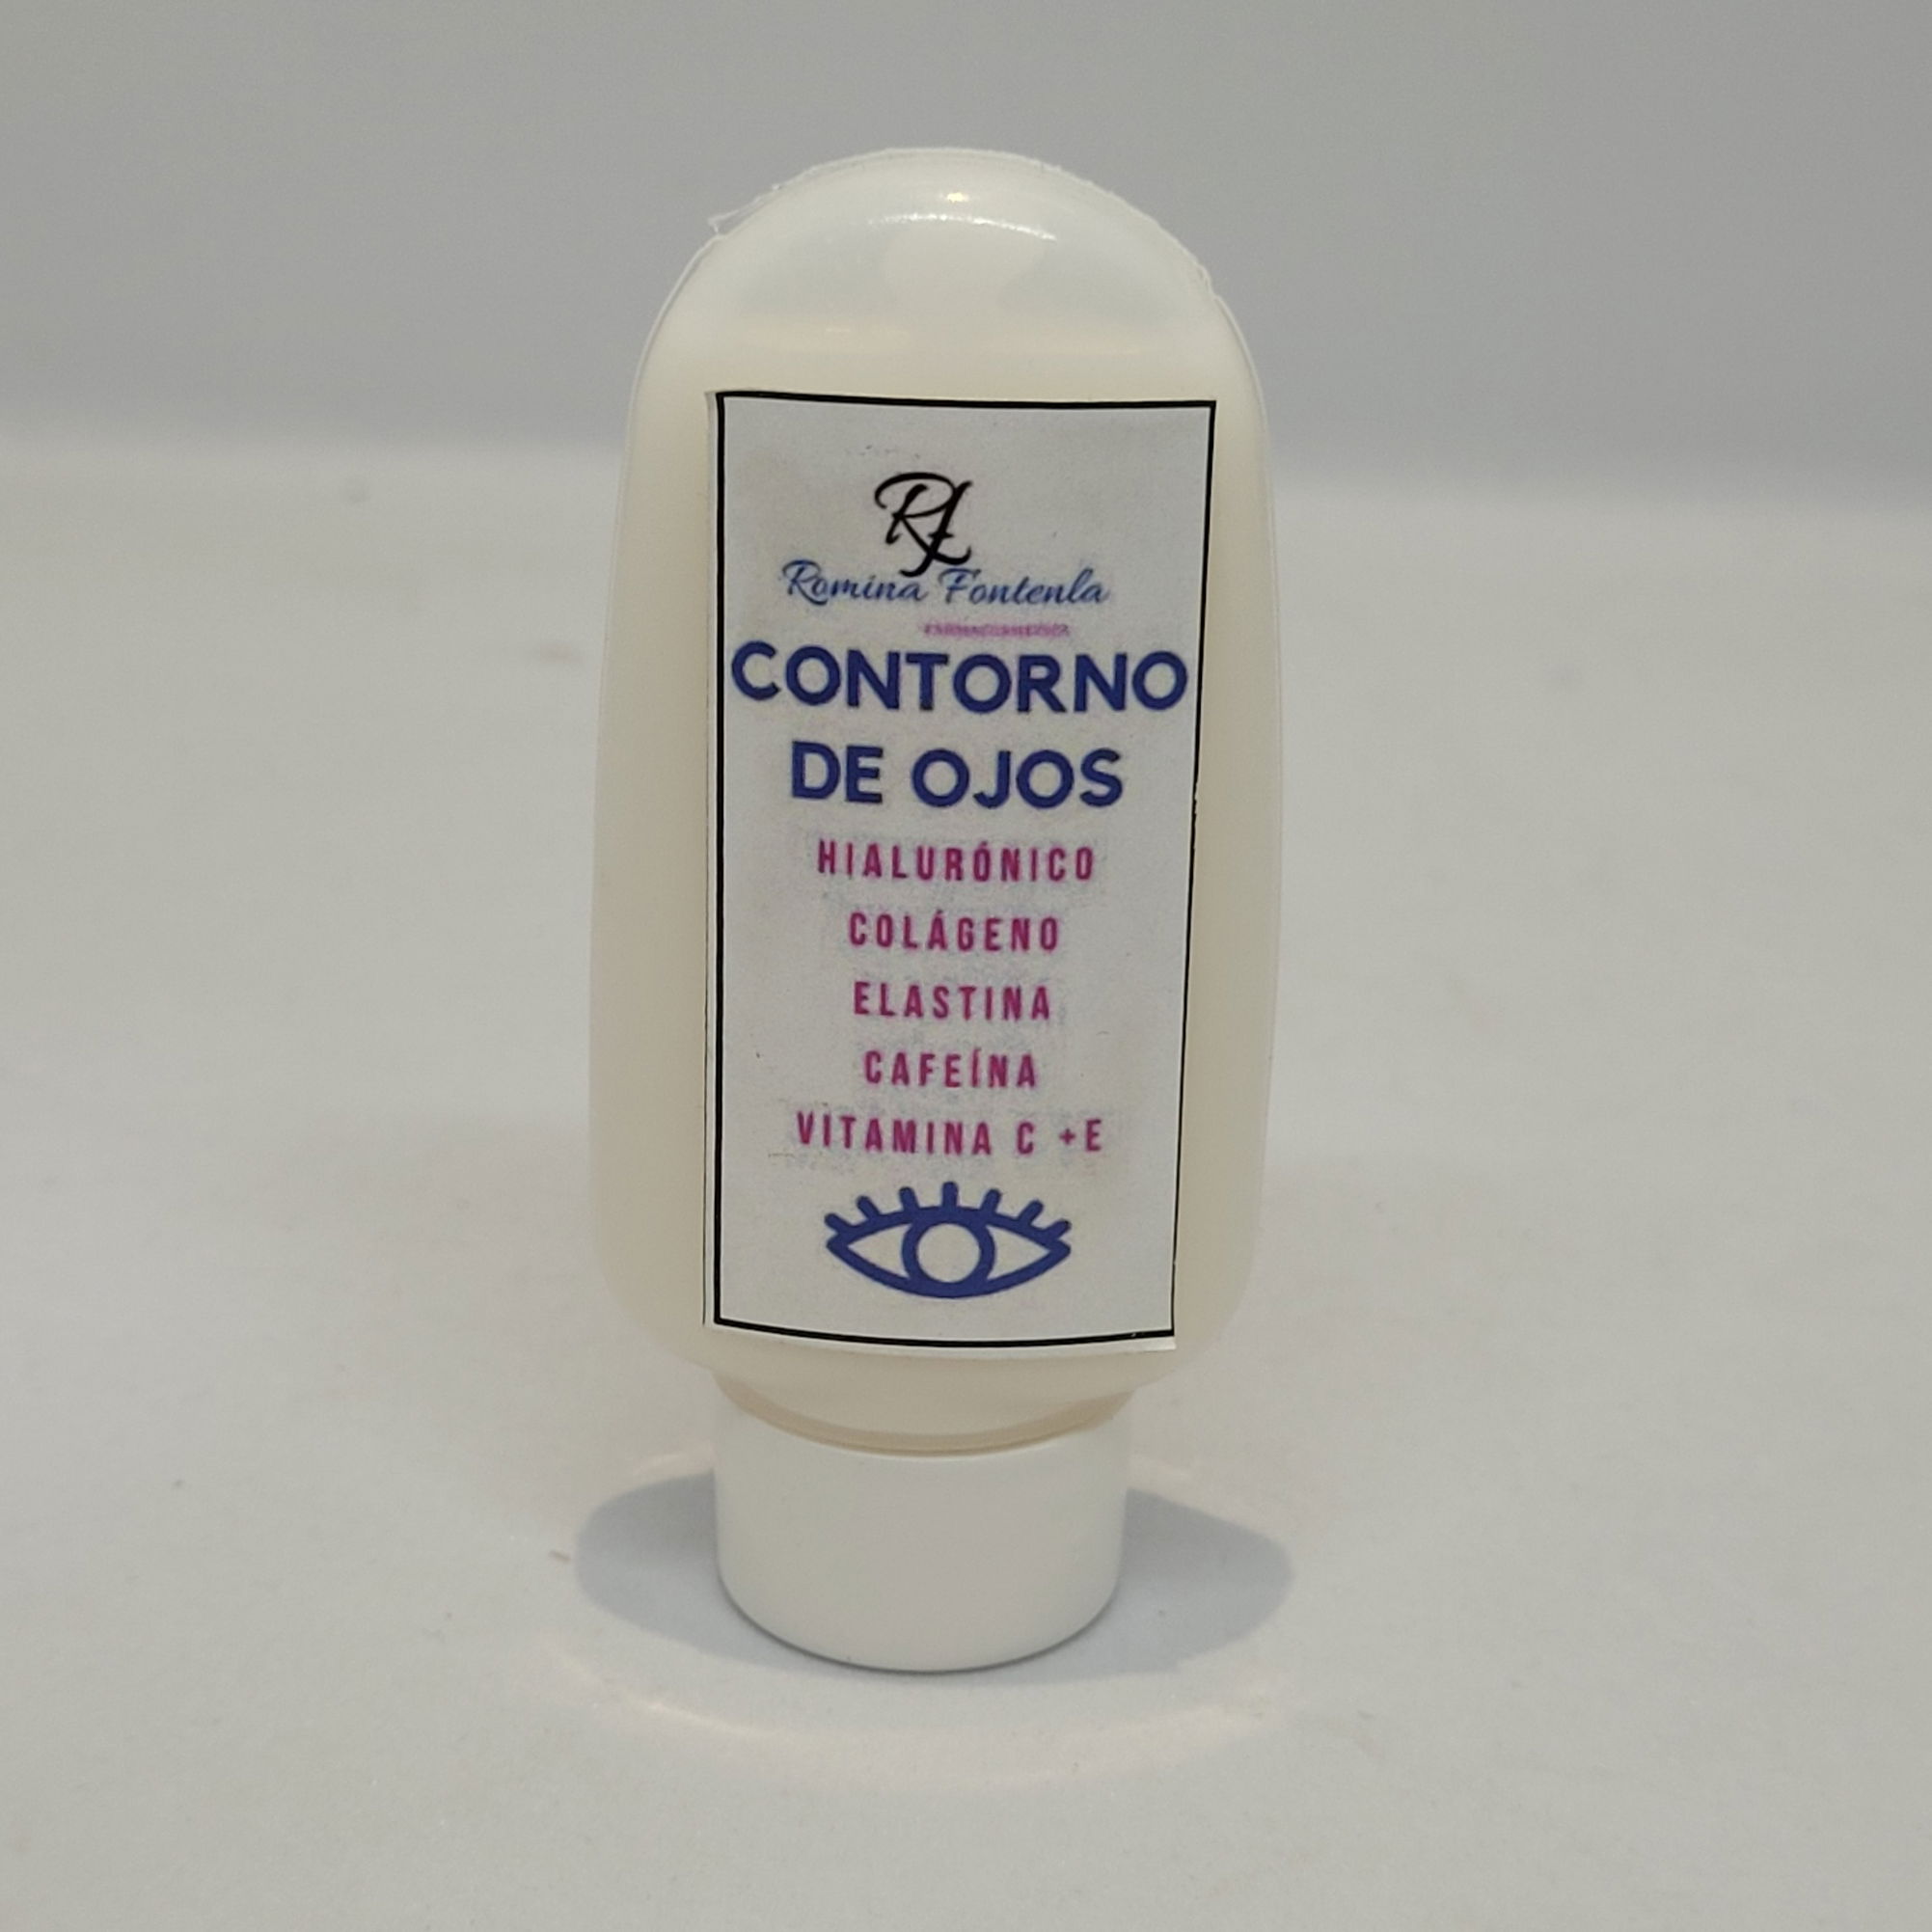 RF
Romina Fontenla
CONTORNO
DE OJOS
HIALURÓNICO
COLÁGENO
ELASTINA
CAFEÍNA
VITAMINA C +E